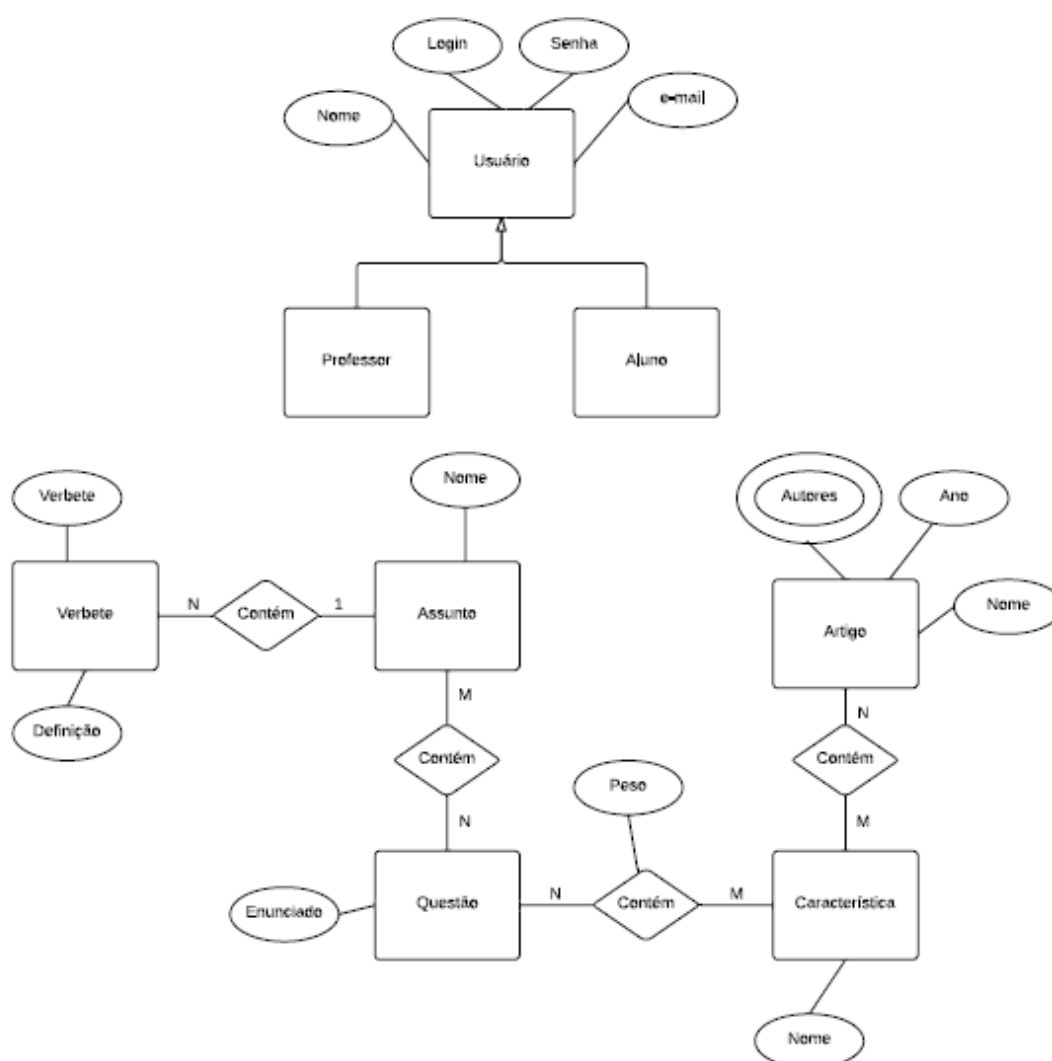 Login
Senha
e-mail
Nome
Usuário
Professor
Aluno
Verbete
Nome
Autores
Ano
Nome
Verbete
N
Contém
1
Assunto
Artigo
M
N
Definição
Contém
Contém
Peso
N
M
Enunciado
Questão
N
Contém
M
Característica
Nome